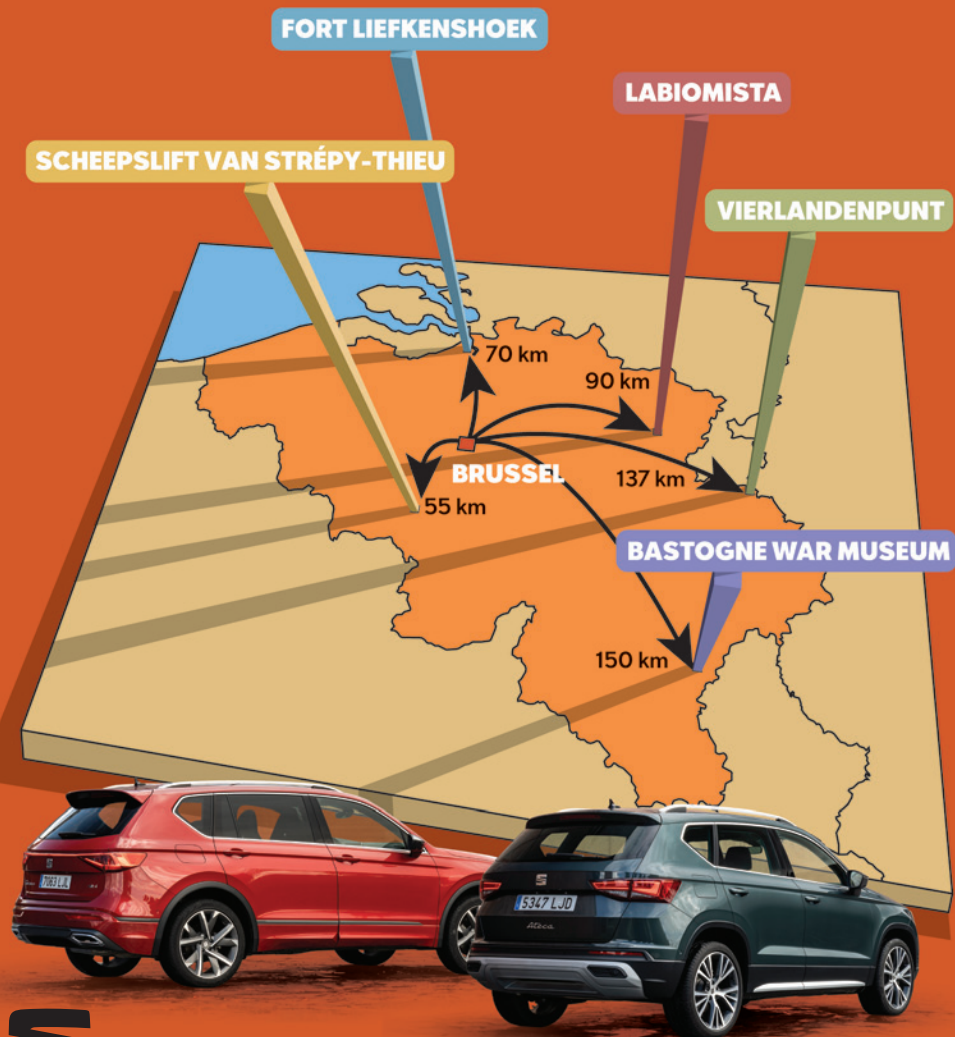 FORT LIEFKENSHOEK
LABIOMISTA
SCHEEPSLIFT VAN STRÉPY-THIEU
VIERLANDENPUNT
70 km
90 km
BRUSSEL
137 km
55 km
BASTOGNE WAR MUSEUM
150 km
7063 LJL
5347 LJD
Ateca